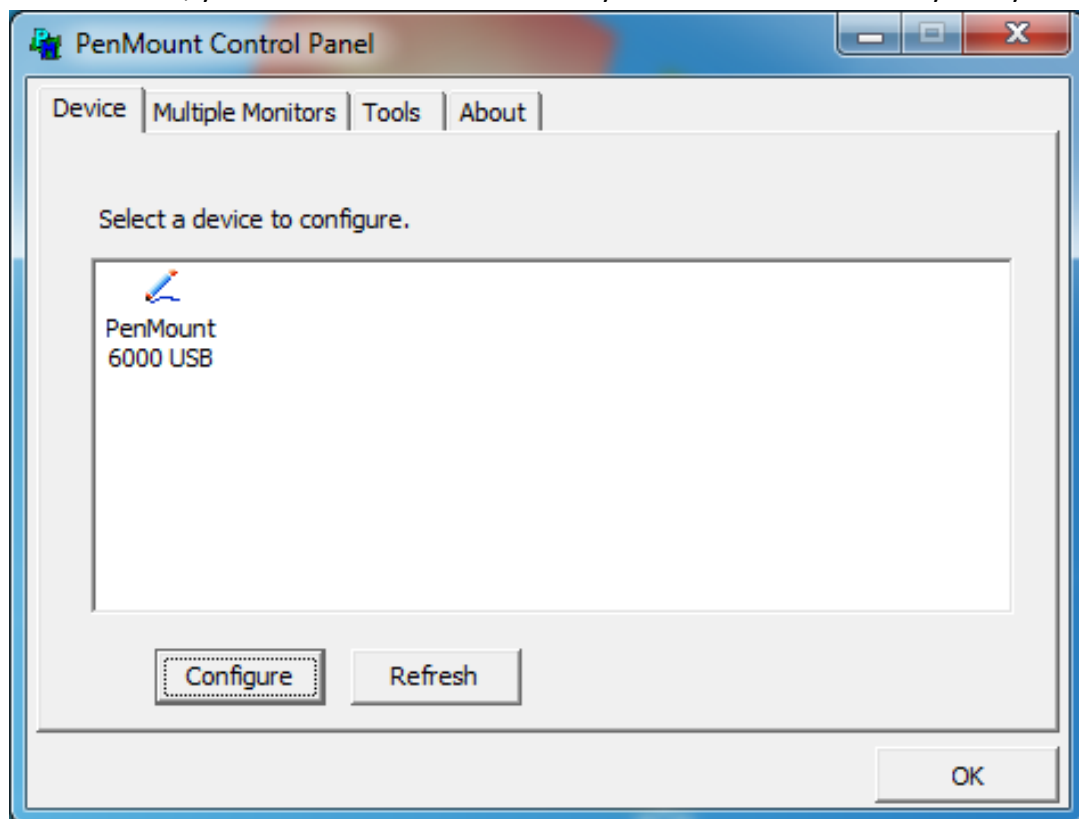 PenMount Control Panel
Device Multiple Monitors Tools About
Select a device to configure.
PenMount
6000 USB
Configure Refresh
OK